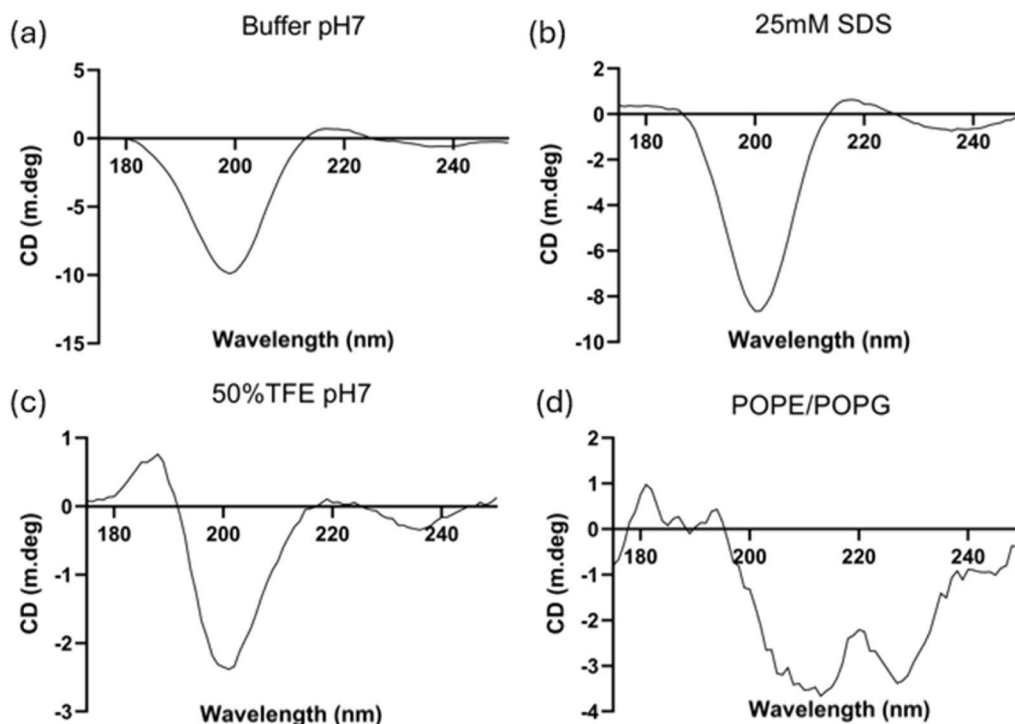 (a)
Buffer pH7
5
0
-5
-10
-15
180
200
220
240
CD (m.deg)
Wavelength (nm)
(b)
25mM SDS
2
0
-2
-4
-6
-8
-10
180
200
220
240
CD (m.deg)
Wavelength (nm)
(c)
50%TFE pH7
1
0
-1
-2
-3
180
200
220
240
CD (m.deg)
Wavelength (nm)
(d)
POPE/POPG
2
1
0
-1
-2
-3
-4
180
200
220
240
CD (m.deg)
Wavelength (nm)